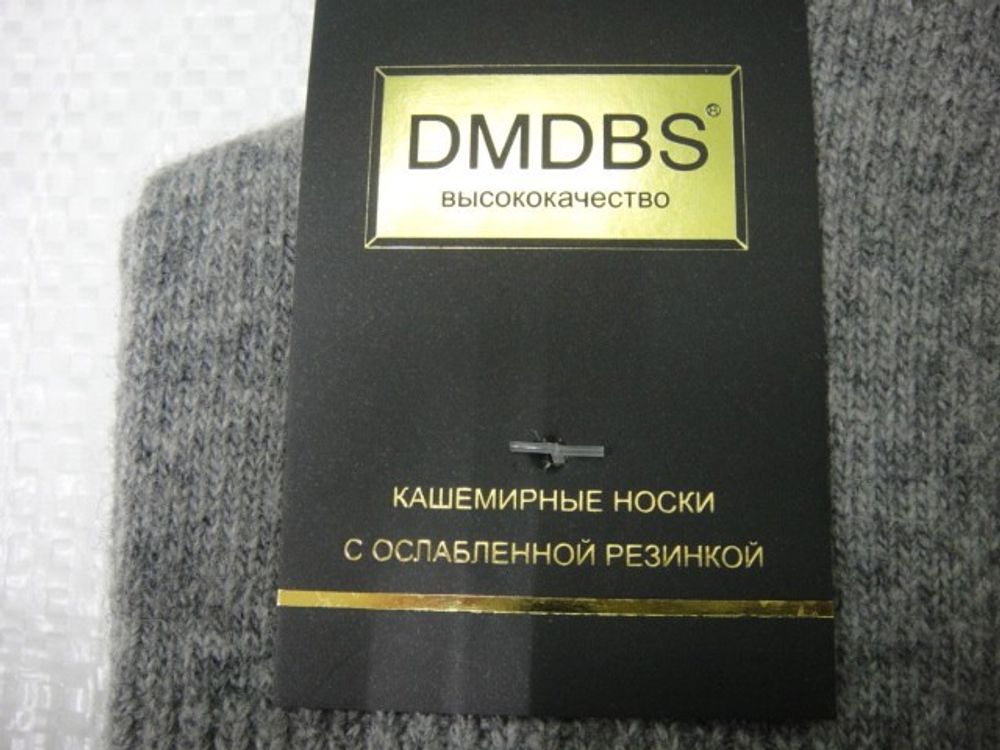 DMDBS®
высококачество
КАШЕМИРНЫЕ НОСКИ
С ОСЛАБЛЕННОЙ РЕЗИНКОЙ